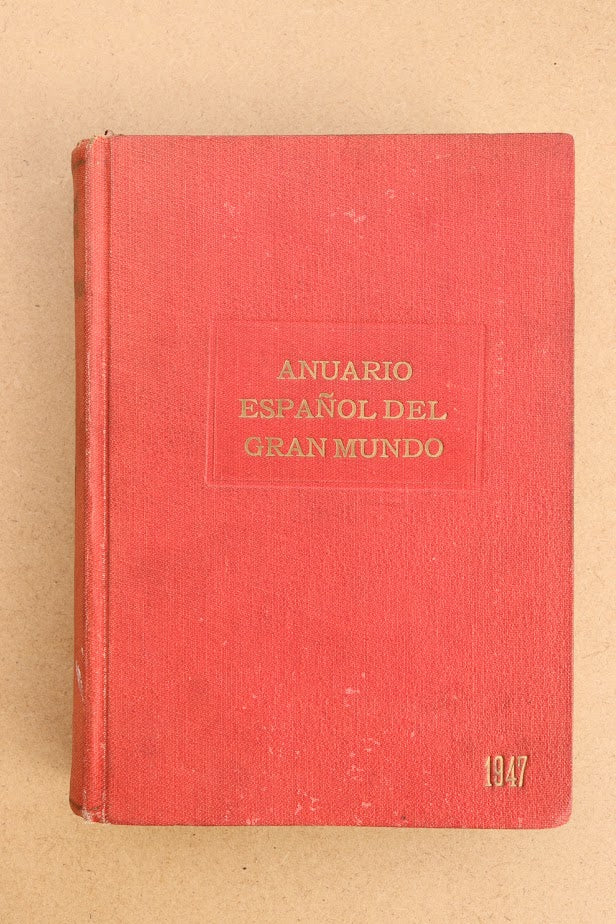 ANUARIO
ESPAÑOL DEL
GRAN MUNDO
1947